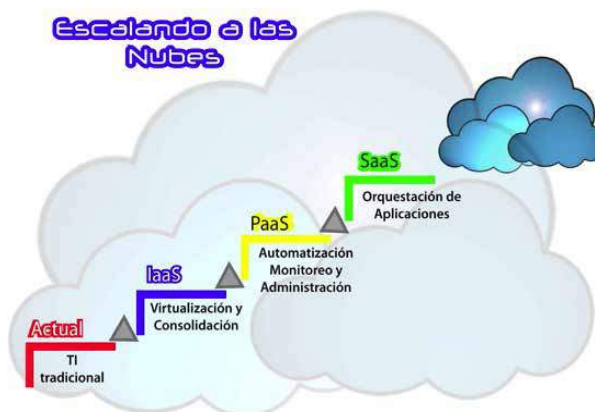 Escalando a las
Nubes
SaaS
Orquestación de
Aplicaciones
PaaS
Automatización
Monitoreo y
Administración
IaaS
Virtualización y
Consolidación
Actual
TI
tradicional